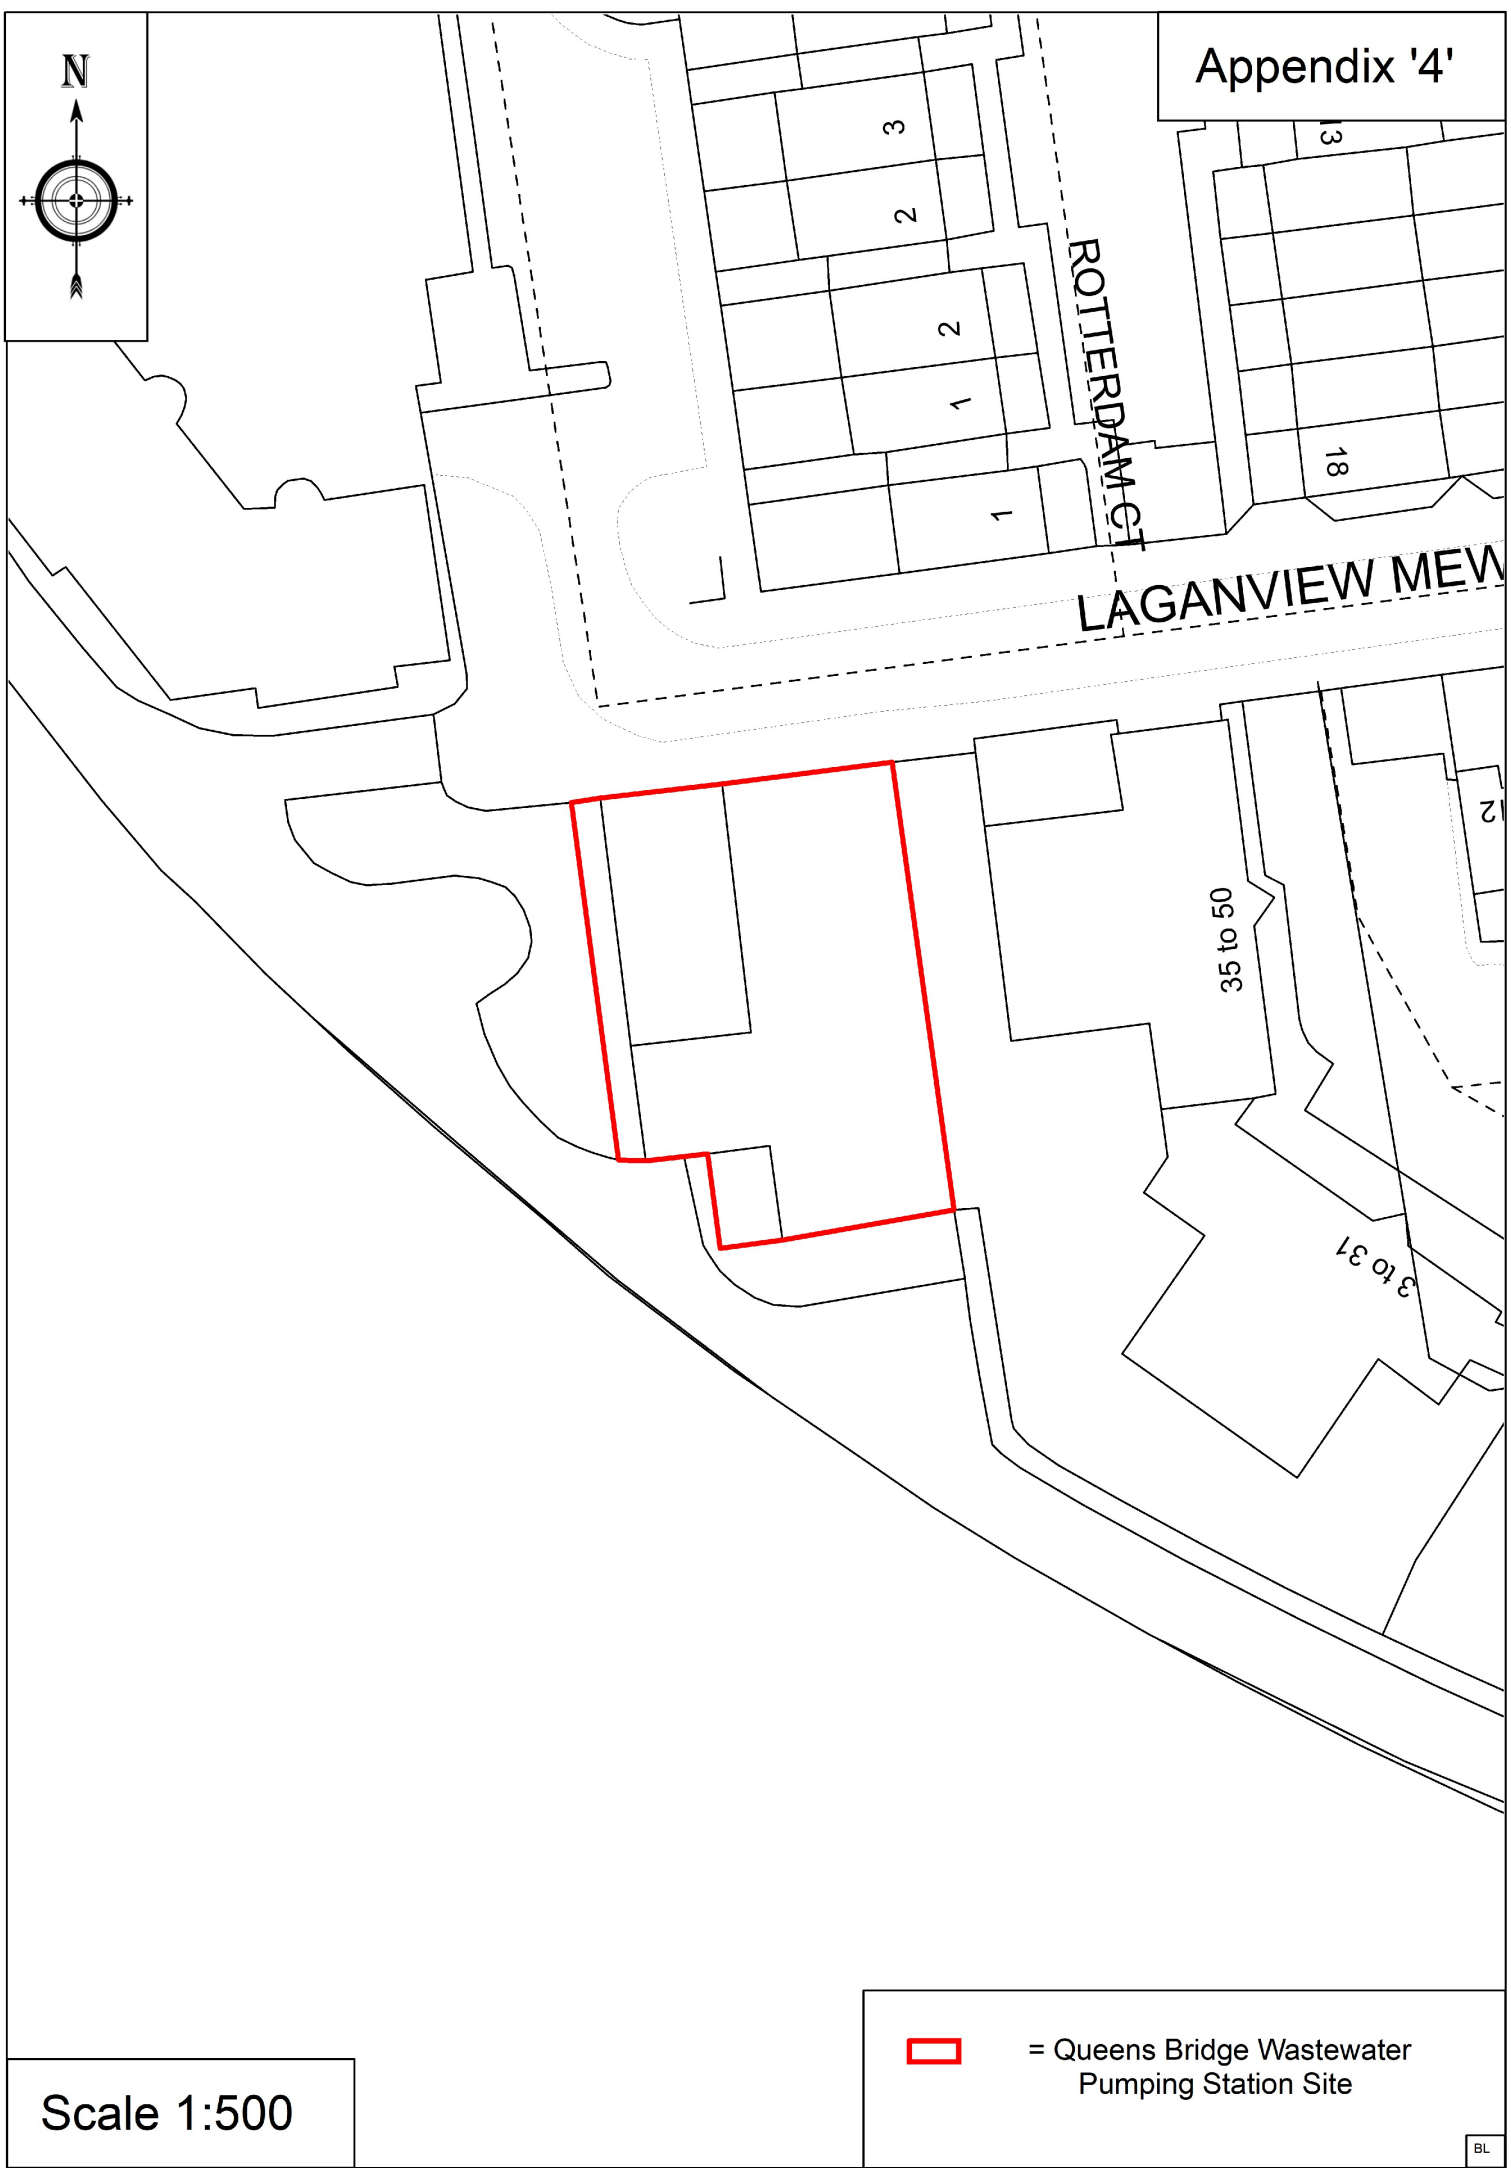 N
Appendix '4'
3
2
2
1
1
ROTTERDAM CT
13
18
LAGANVIEW MEW
12
35 to 50
3 to 31
= Queens Bridge Wastewater
Pumping Station Site
Scale 1:500
BL